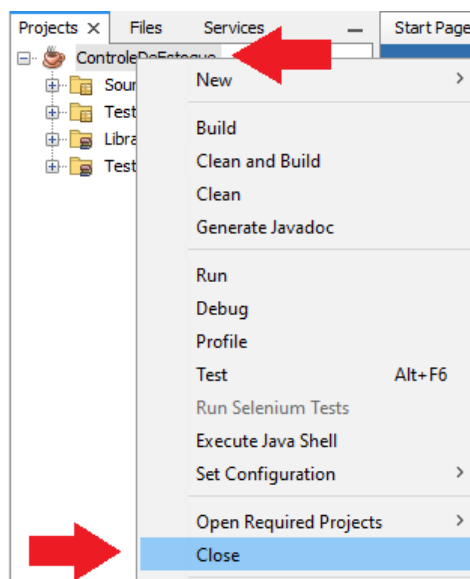 Projects Files Services Start Page
ControleDeEstoque
New
Sour
Test
Build
Libra
Clean and Build
Test
Clean
Generate Javadoc
Run
Debug
Profile
Test Alt+F6
Run Selenium Tests
Execute Java Shell
Set Configuration
Open Required Projects
Close